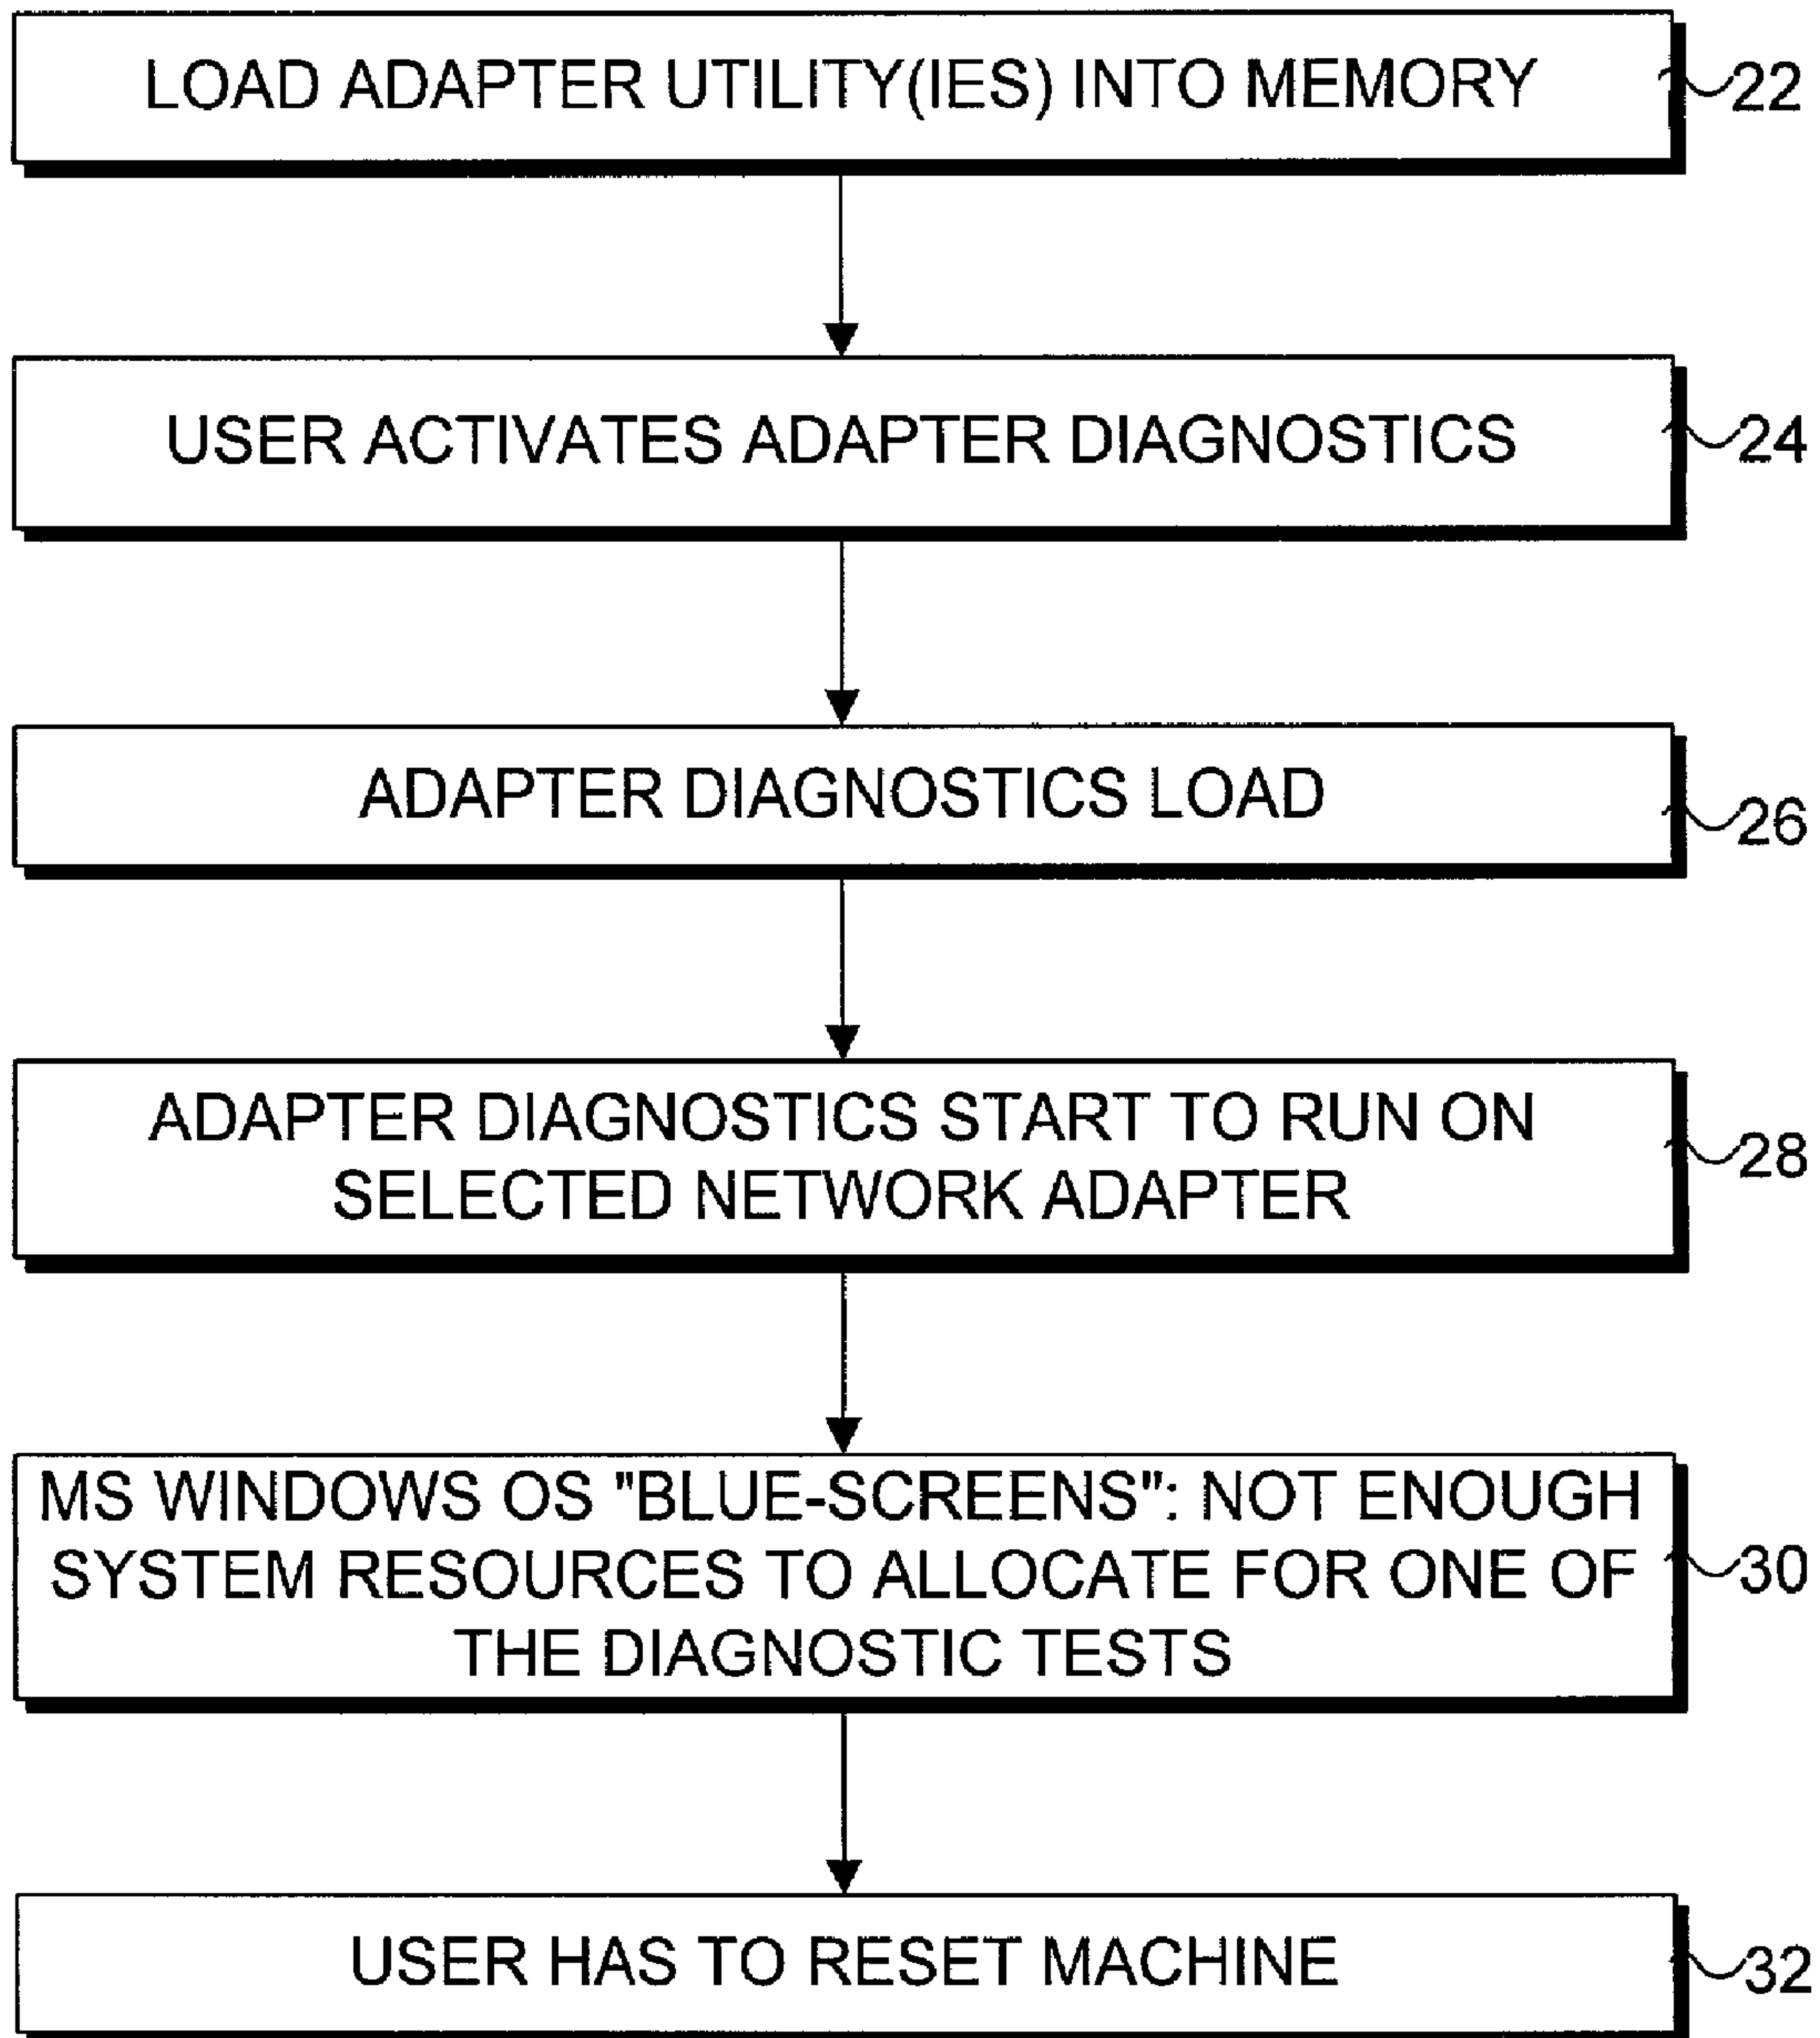 LOAD ADAPTER UTILITY(IES) INTO MEMORY
22
USER ACTIVATES ADAPTER DIAGNOSTICS
24
ADAPTER DIAGNOSTICS LOAD
26
ADAPTER DIAGNOSTICS START TO RUN ON
SELECTED NETWORK ADAPTER
28
MS WINDOWS OS "BLUE-SCREENS": NOT ENOUGH
SYSTEM RESOURCES TO ALLOCATE FOR ONE OF
THE DIAGNOSTIC TESTS
30
USER HAS TO RESET MACHINE
32